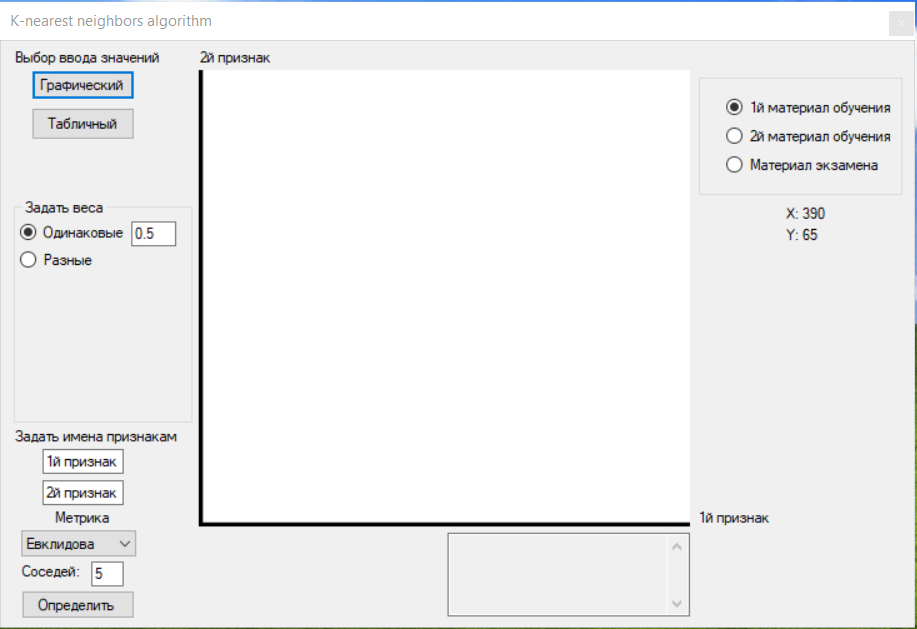 K-nearest neighbors algorithm
Выбор ввода значений
Графический
Табличный
Задать веса
Одинаковые 0.5
Разные
Задать имена признакам
1й признак
2й признак
Метрика
Евклидова
Соседей: 5
Определить
2й признак
1й признак
1й материал обучения
2й материал обучения
Материал экзамена
X: 390
Y: 65